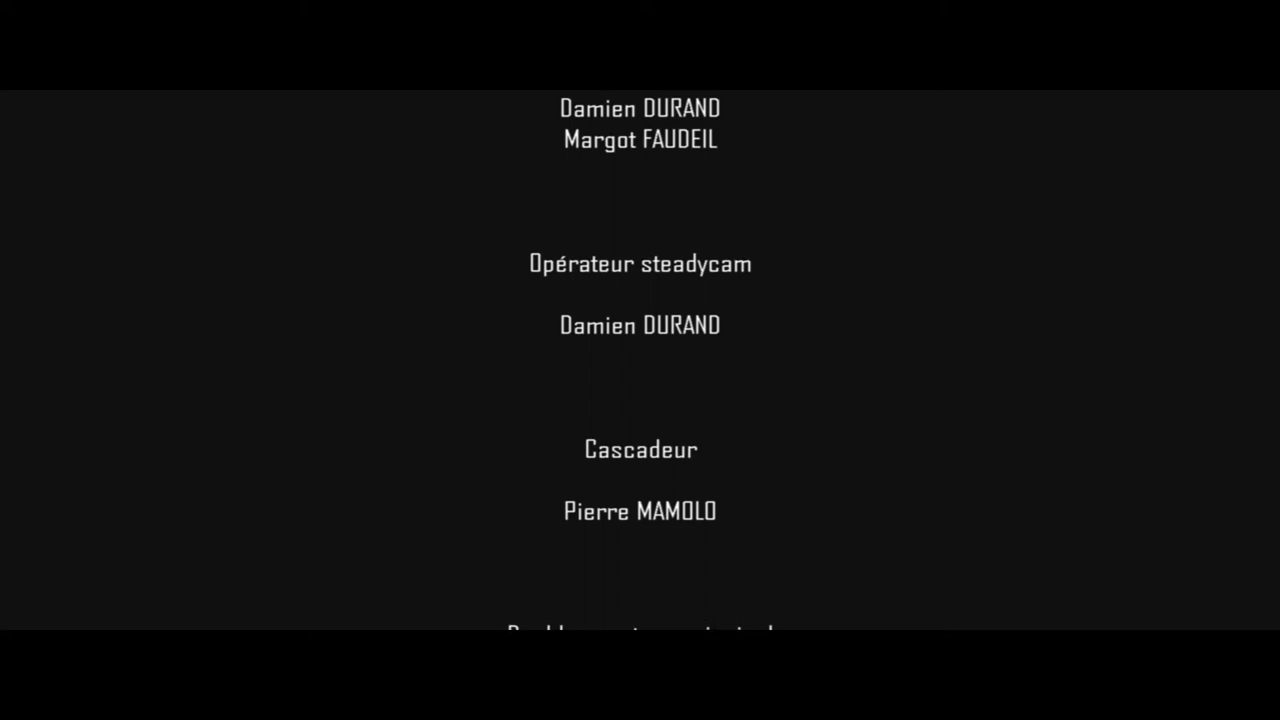 Damien DURAND
Margot FAUDEIL
Opérateur steadycam
Damien DURAND
Cascadeur
Pierre MAMOLO